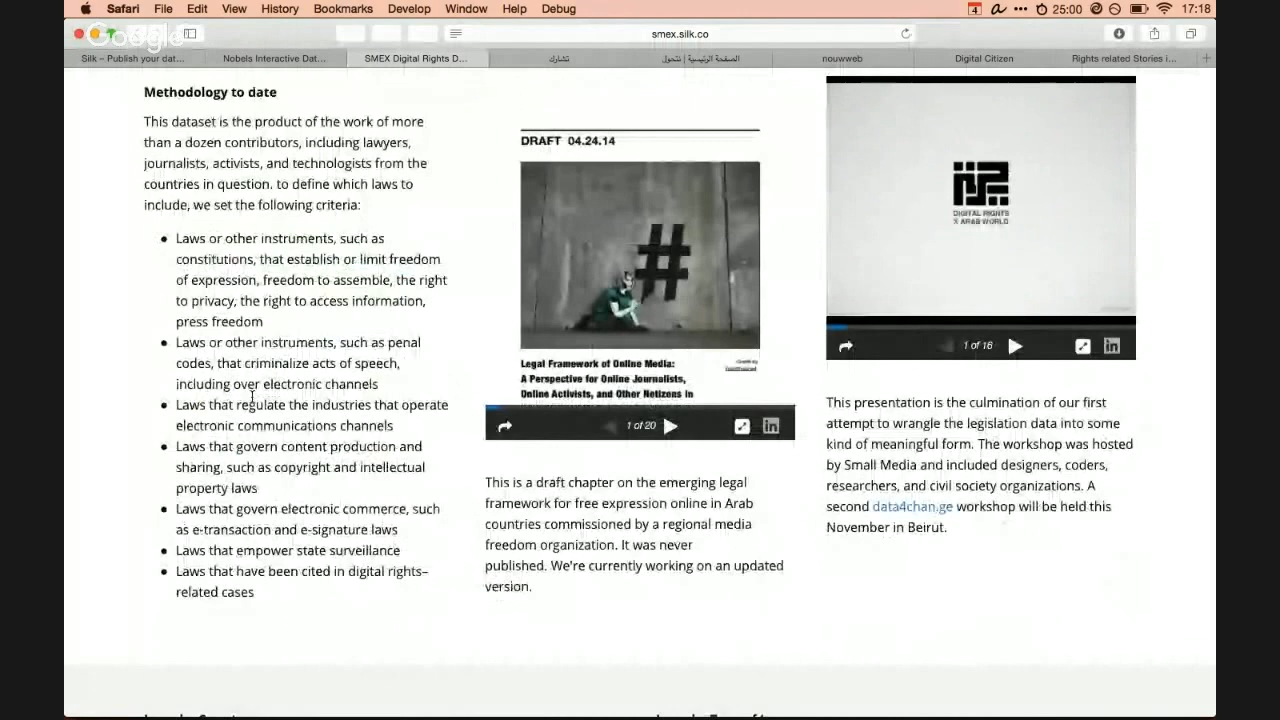 Safari File Edit View History Bookmarks Develop Window Help Debug 4 25:00 17:18
Google
smex.silk.co
Silk – Publish your dat... Nobels Interactive Dat... SMEX Digital Rights D... تشارك الصفحة الرئيسية | نتحول nouwweb Digital Citizen Rights related Stories i...
Methodology to date
This dataset is the product of the work of more
than a dozen contributors, including lawyers,
journalists, activists, and technologists from the
countries in question. to define which laws to
include, we set the following criteria:
Laws or other instruments, such as
constitutions, that establish or limit freedom
of expression, freedom to assemble, the right
to privacy, the right to access information,
press freedom
Laws or other instruments, such as penal
codes, that criminalize acts of speech,
including over electronic channels
Laws that regulate the industries that operate
electronic communications channels
Laws that govern content production and
sharing, such as copyright and intellectual
property laws
Laws that govern electronic commerce, such
as e-transaction and e-signature laws
Laws that empower state surveillance
Laws that have been cited in digital rights–
related cases
DRAFT 04.24.14
#
Legal Framework of Online Media:
A Perspective for Online Journalists,
Online Activists, and Other Netizens in
1 of 20
in
This is a draft chapter on the emerging legal
framework for free expression online in Arab
countries commissioned by a regional media
freedom organization. It was never
published. We're currently working on an updated
version.
DIGITAL RIGHTS
X ARAB WORLD
1 of 16
in
This presentation is the culmination of our first
attempt to wrangle the legislation data into some
kind of meaningful form. The workshop was hosted
by Small Media and included designers, coders,
researchers, and civil society organizations. A
second data4chan.ge workshop will be held this
November in Beirut.